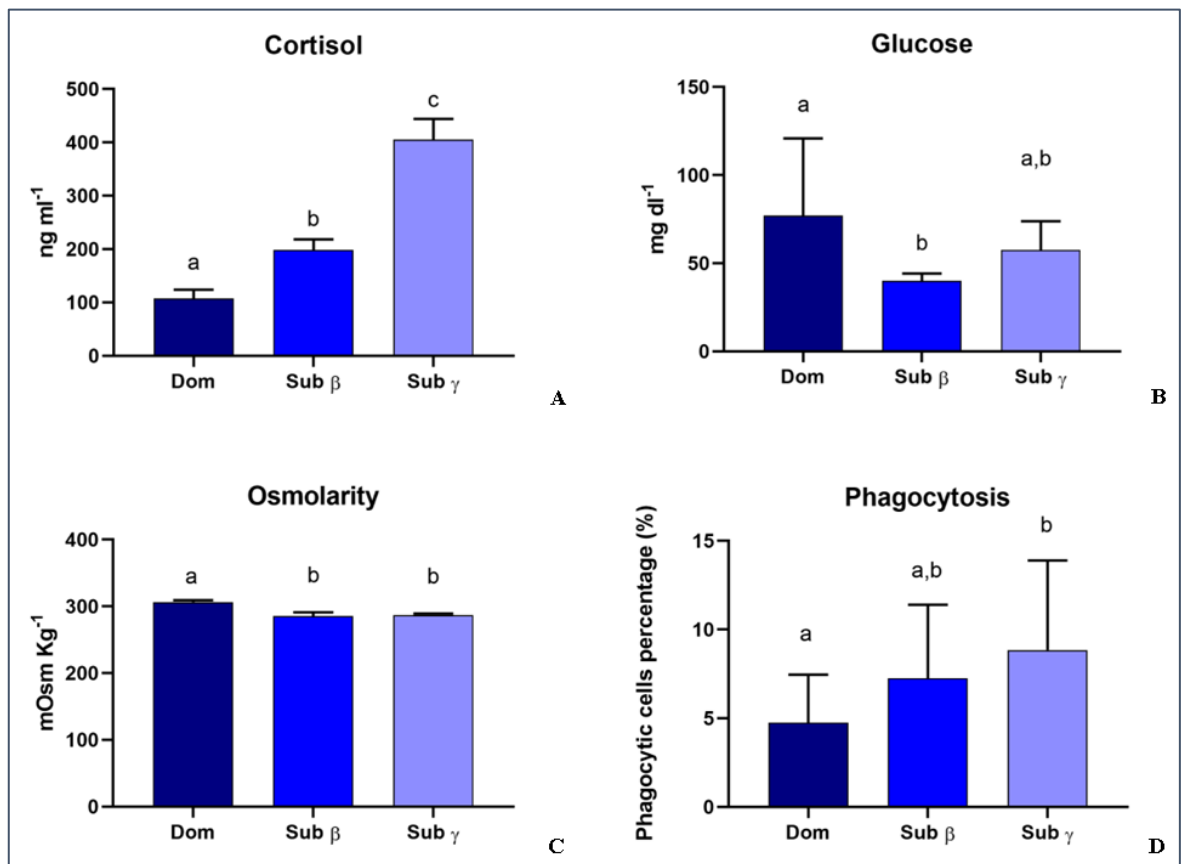 Cortisol
ng ml⁻¹
500
400
300
200
100
0
a
b
c
Dom
Sub β
Sub γ
A
Glucose
mg dl⁻¹
150
100
50
0
a
b
a,b
Dom
Sub β
Sub γ
B
Osmolarity
mOsm Kg⁻¹
400
300
200
100
0
a
b
b
Dom
Sub β
Sub γ
C
Phagocytosis
Phagocytic cells percentage (%)
15
10
5
0
a
a,b
b
Dom
Sub β
Sub γ
D